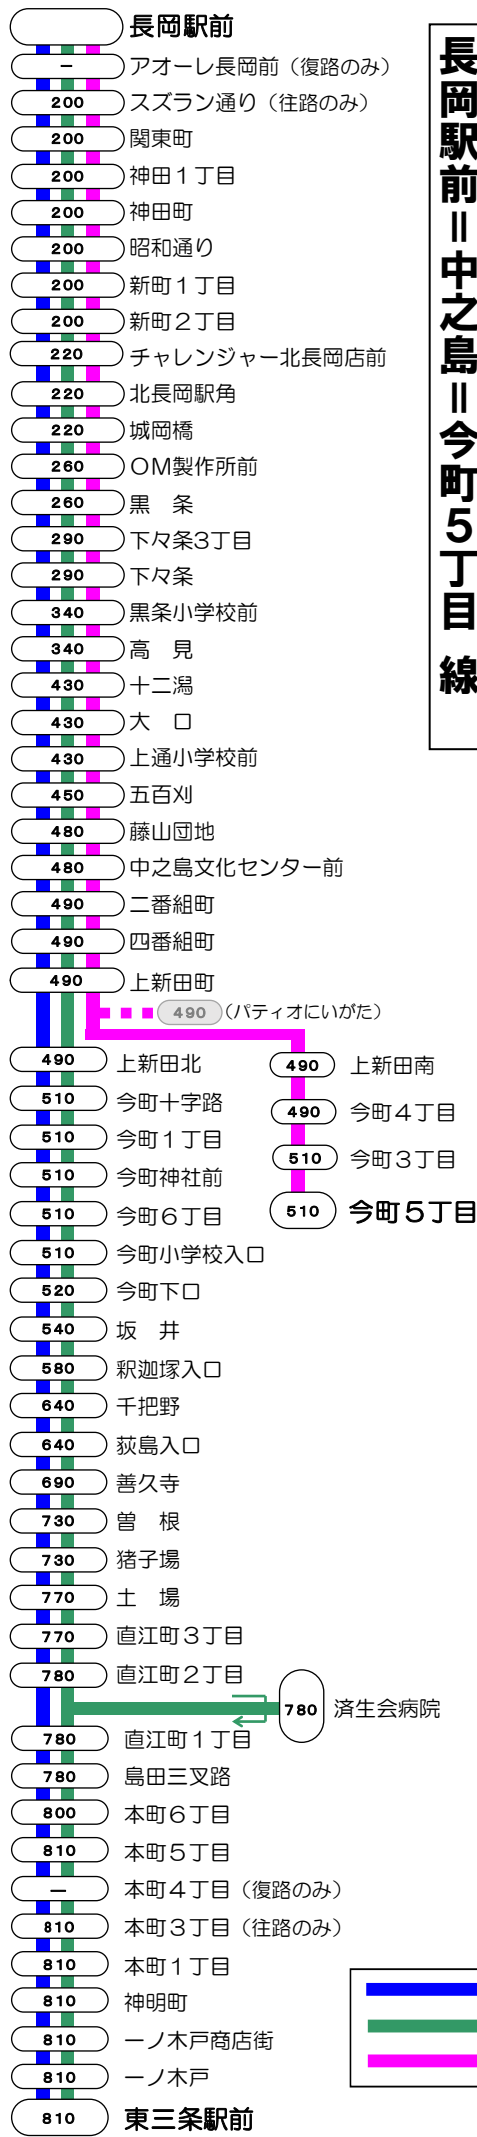 長岡駅前
－ アオーレ長岡前（復路のみ）
200 スズラン通り（往路のみ）
200 関東町
200 神田１丁目
200 神田町
200 昭和通り
200 新町１丁目
200 新町２丁目
220 チャレンジャー北長岡店前
220 北長岡駅角
220 城岡橋
260 ＯＭ製作所前
260 黒　条
290 下々条3丁目
290 下々条
340 黒条小学校前
340 高　見
430 十二潟
430 大　口
430 上通小学校前
450 五百刈
480 藤山団地
480 中之島文化センター前
490 二番組町
490 四番組町
490 上新田町
490 （パティオにいがた）
490 上新田北
510 今町十字路
510 今町１丁目
510 今町神社前
510 今町６丁目
510 今町小学校入口
520 今町下口
540 坂　井
580 釈迦塚入口
640 千把野
640 荻島入口
690 善久寺
730 曽　根
730 猪子場
770 土　場
770 直江町３丁目
780 直江町２丁目
780 済生会病院
780 直江町１丁目
780 島田三叉路
800 本町６丁目
810 本町５丁目
― 本町４丁目（復路のみ）
810 本町３丁目（往路のみ）
810 本町１丁目
810 神明町
810 一ノ木戸商店街
810 一ノ木戸
810 東三条駅前
490 上新田南
490 今町４丁目
510 今町３丁目
510 今町５丁目
長岡駅前＝中之島＝今町５丁目 線